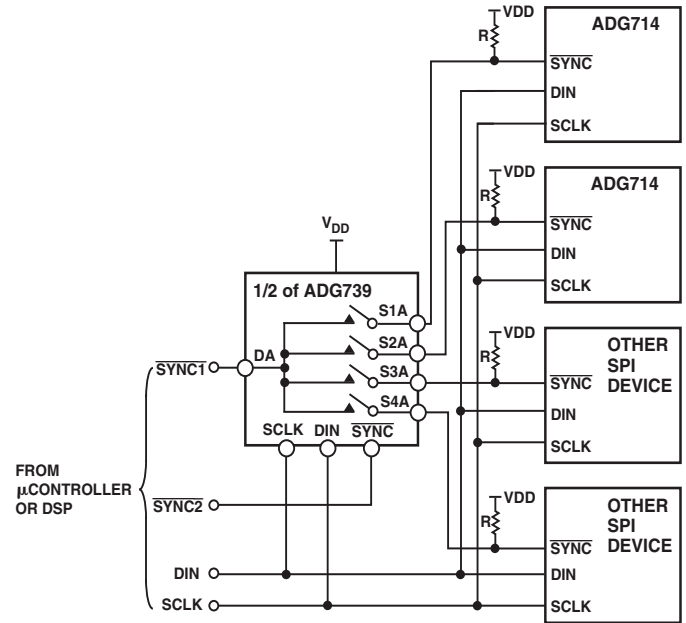 VDD
ADG714
R
SYNC
DIN
SCLK
VDD
ADG714
R
SYNC
DIN
SCLK
VDD
1/2 of ADG739
S1A
S2A
S3A
S4A
DA
SCLK DIN SYNC
SYNC1
VDD
OTHER
SPI
DEVICE
R
SYNC
DIN
SCLK
FROM
μCONTROLLER
OR DSP
SYNC2
DIN
SCLK
VDD
OTHER
SPI
DEVICE
R
SYNC
DIN
SCLK